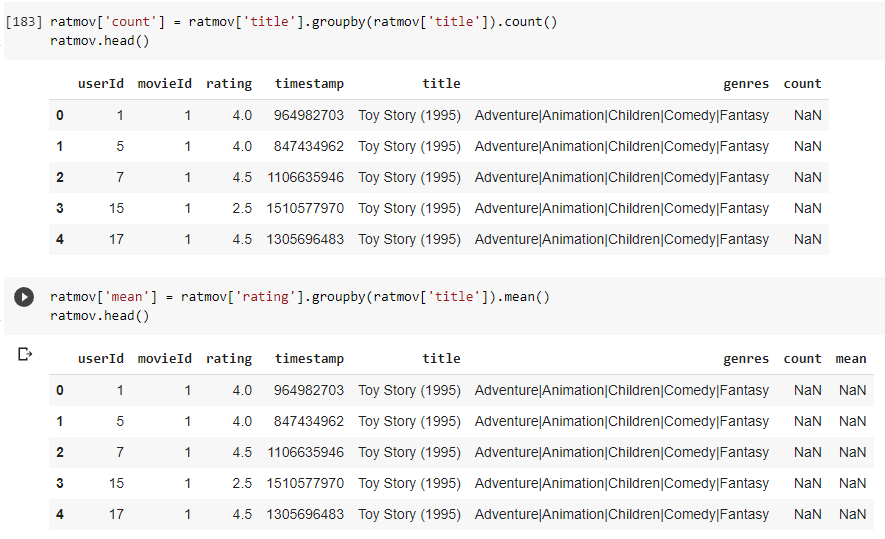 [183] ratmov['count'] = ratmov['title'].groupby(ratmov['title']).count()
ratmov.head()
userId movieId rating timestamp title genres count
0 1 1 4.0 964982703 Toy Story (1995) Adventure|Animation|Children|Comedy|Fantasy NaN
1 5 1 4.0 847434962 Toy Story (1995) Adventure|Animation|Children|Comedy|Fantasy NaN
2 7 1 4.5 1106635946 Toy Story (1995) Adventure|Animation|Children|Comedy|Fantasy NaN
3 15 1 2.5 1510577970 Toy Story (1995) Adventure|Animation|Children|Comedy|Fantasy NaN
4 17 1 4.5 1305696483 Toy Story (1995) Adventure|Animation|Children|Comedy|Fantasy NaN
ratmov['mean'] = ratmov['rating'].groupby(ratmov['title']).mean()
ratmov.head()
userId movieId rating timestamp title genres count mean
0 1 1 4.0 964982703 Toy Story (1995) Adventure|Animation|Children|Comedy|Fantasy NaN NaN
1 5 1 4.0 847434962 Toy Story (1995) Adventure|Animation|Children|Comedy|Fantasy NaN NaN
2 7 1 4.5 1106635946 Toy Story (1995) Adventure|Animation|Children|Comedy|Fantasy NaN NaN
3 15 1 2.5 1510577970 Toy Story (1995) Adventure|Animation|Children|Comedy|Fantasy NaN NaN
4 17 1 4.5 1305696483 Toy Story (1995) Adventure|Animation|Children|Comedy|Fantasy NaN NaN